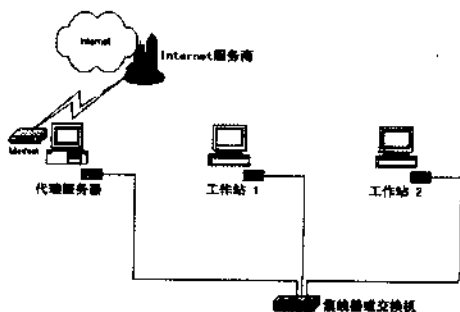 Internet
Internet服务商
Modem
代理服务器
工作站 1
工作站 2
集线器或交换机